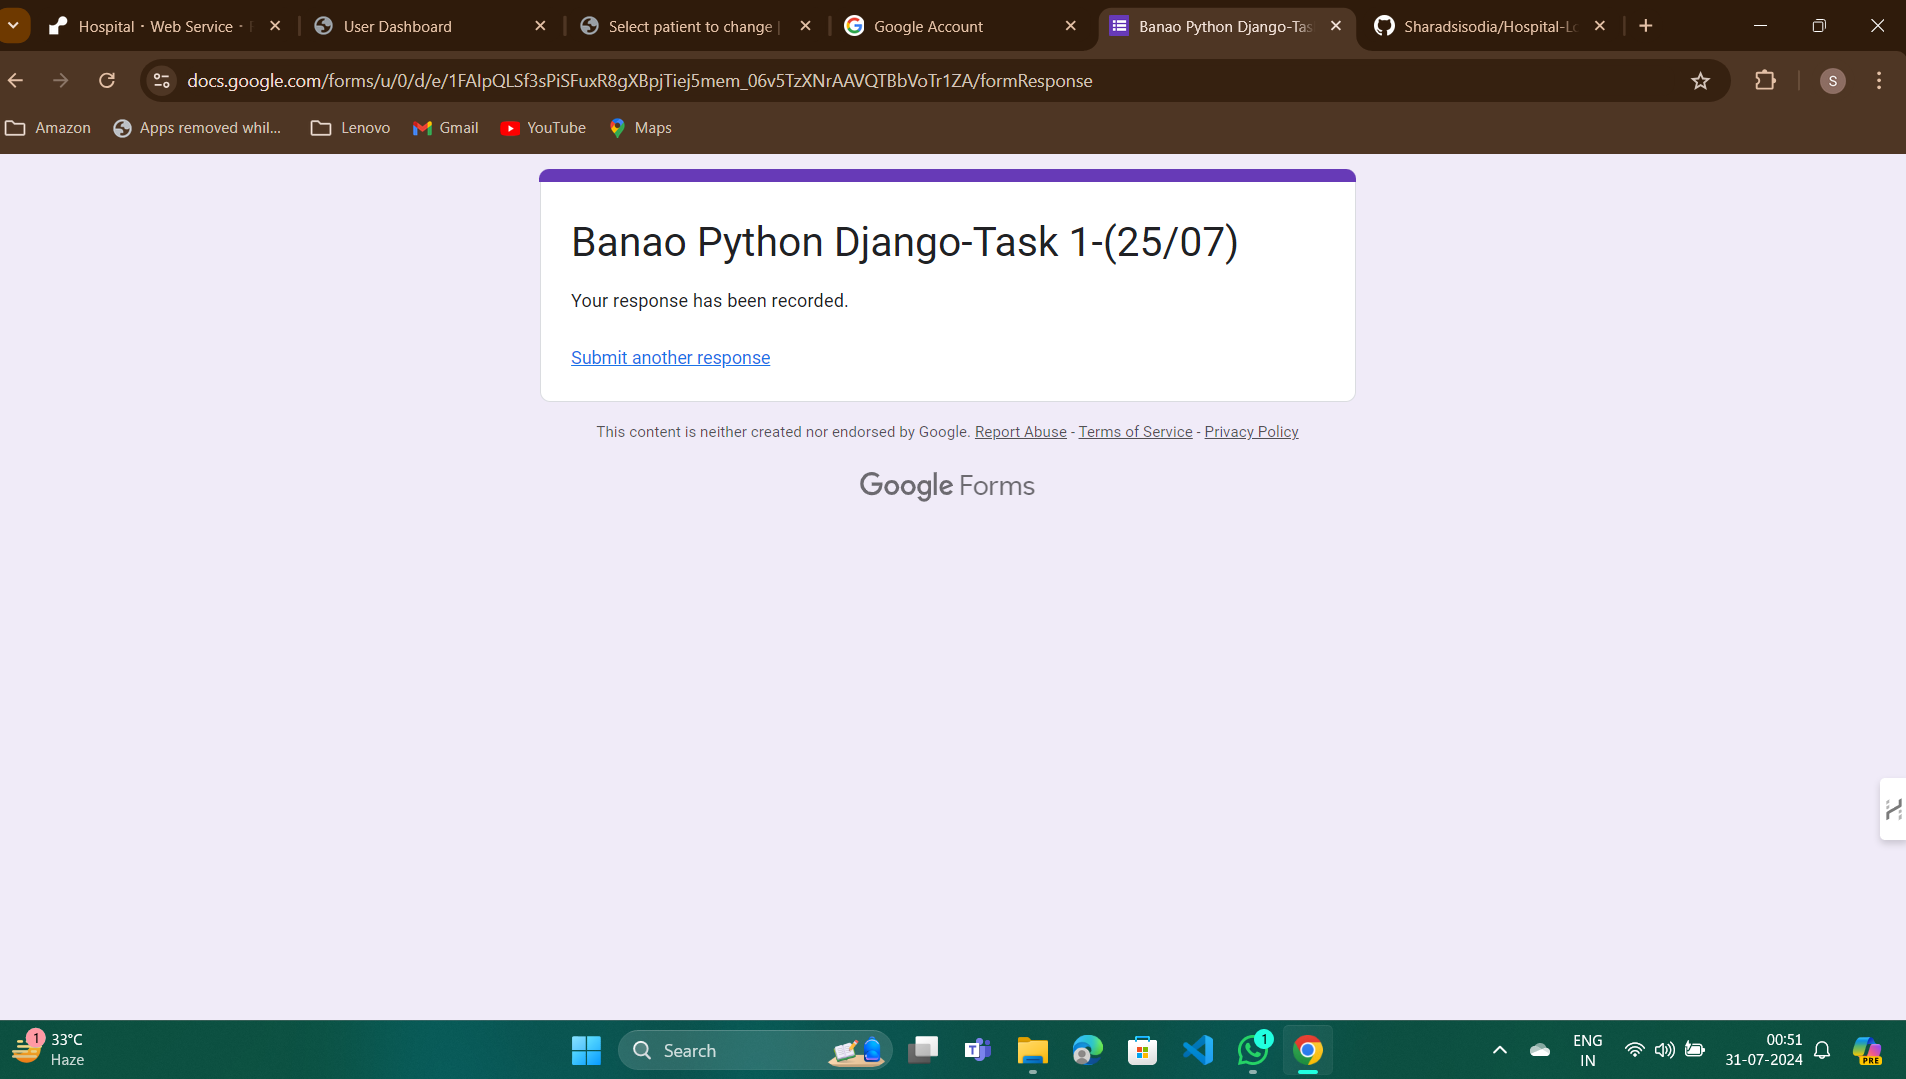 Hospital · Web Service ·
User Dashboard
Select patient to change |
Google Account
Banao Python Django-Tas
Sharadsisodia/Hospital-Lo
docs.google.com/forms/u/0/d/e/1FAIpQLSf3sPiSFuxR8gXBpjTiej5mem_06v5TzXNrAAVQTBbVoTr1ZA/formResponse
S
Amazon
Apps removed whil...
Lenovo
Gmail
YouTube
Maps
Banao Python Django-Task 1-(25/07)
Your response has been recorded.
Submit another response
This content is neither created nor endorsed by Google. Report Abuse - Terms of Service - Privacy Policy
Google Forms
1
33°C
Haze
Search
T
1
ENG
IN
00:51
31-07-2024
PRE